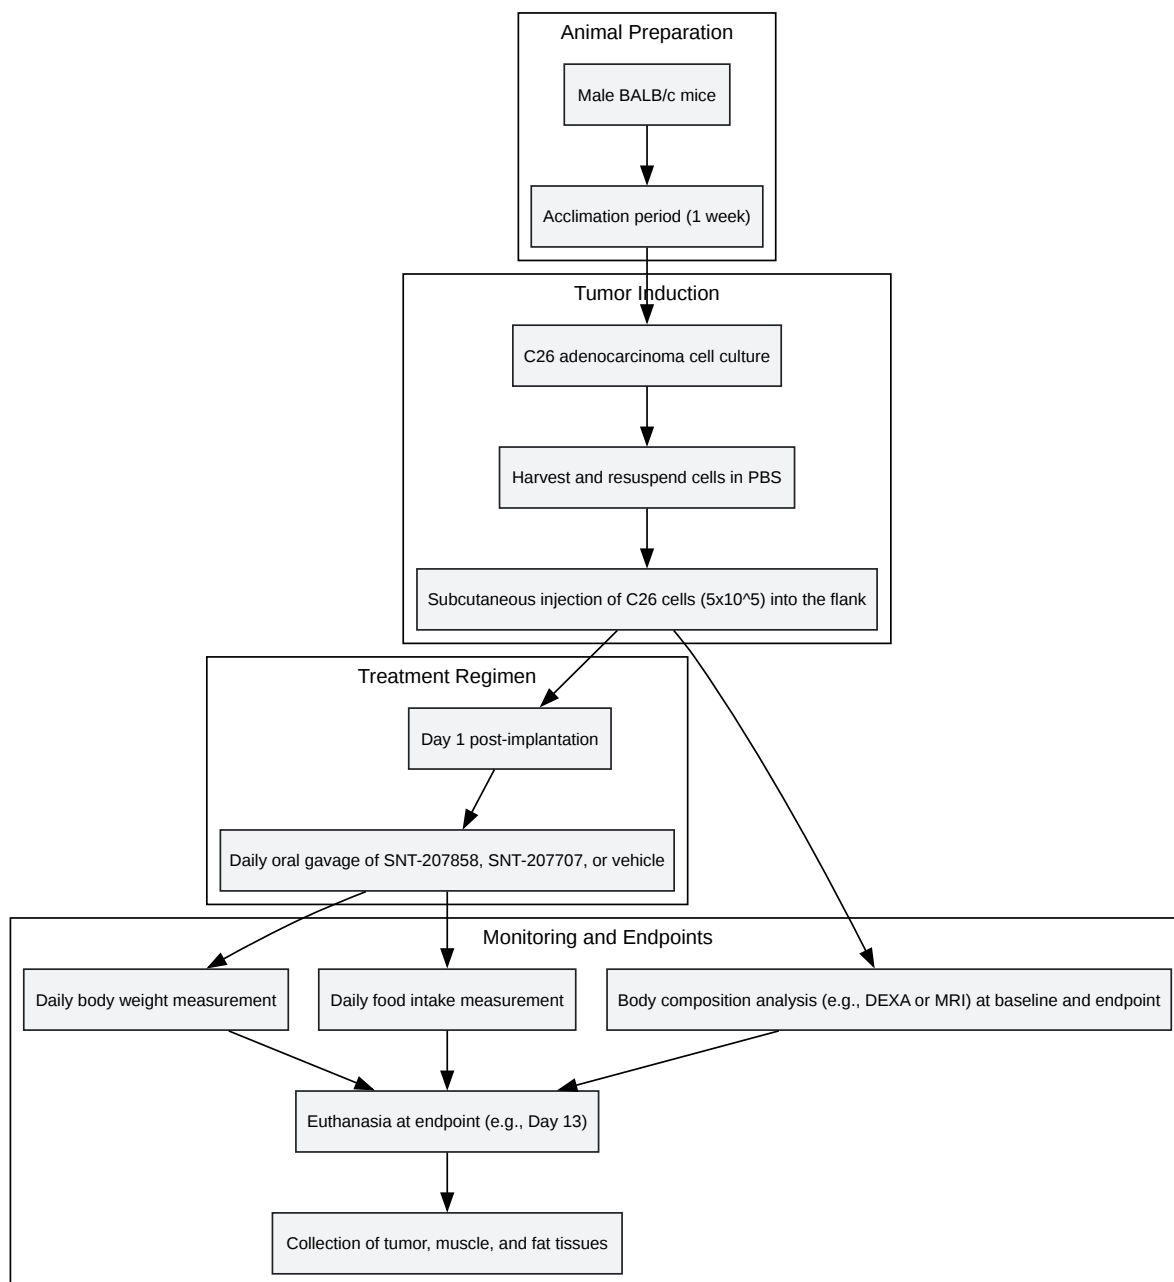 Animal Preparation
Male BALB/c mice
Acclimation period (1 week)
Tumor Induction
C26 adenocarcinoma cell culture
Harvest and resuspend cells in PBS
Subcutaneous injection of C26 cells (5x10^5) into the flank
Treatment Regimen
Day 1 post-implantation
Daily oral gavage of SNT-207858, SNT-207707, or vehicle
Monitoring and Endpoints
Daily body weight measurement
Daily food intake measurement
Body composition analysis (e.g., DEXA or MRI) at baseline and endpoint
Euthanasia at endpoint (e.g., Day 13)
Collection of tumor, muscle, and fat tissues